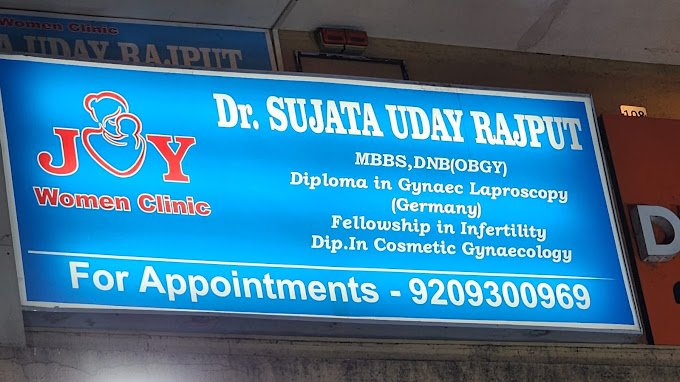 Women Clinic
A UDAY RAJPUT
JOY
Women Clinic
Dr. SUJATA UDAY RAJPUT
MBBS,DNB(OBGY)
Diploma in Gynaec Laproscopy
(Germany)
Fellowship in Infertility
Dip.In Cosmetic Gynaecology
For Appointments - 9209300969
108
D